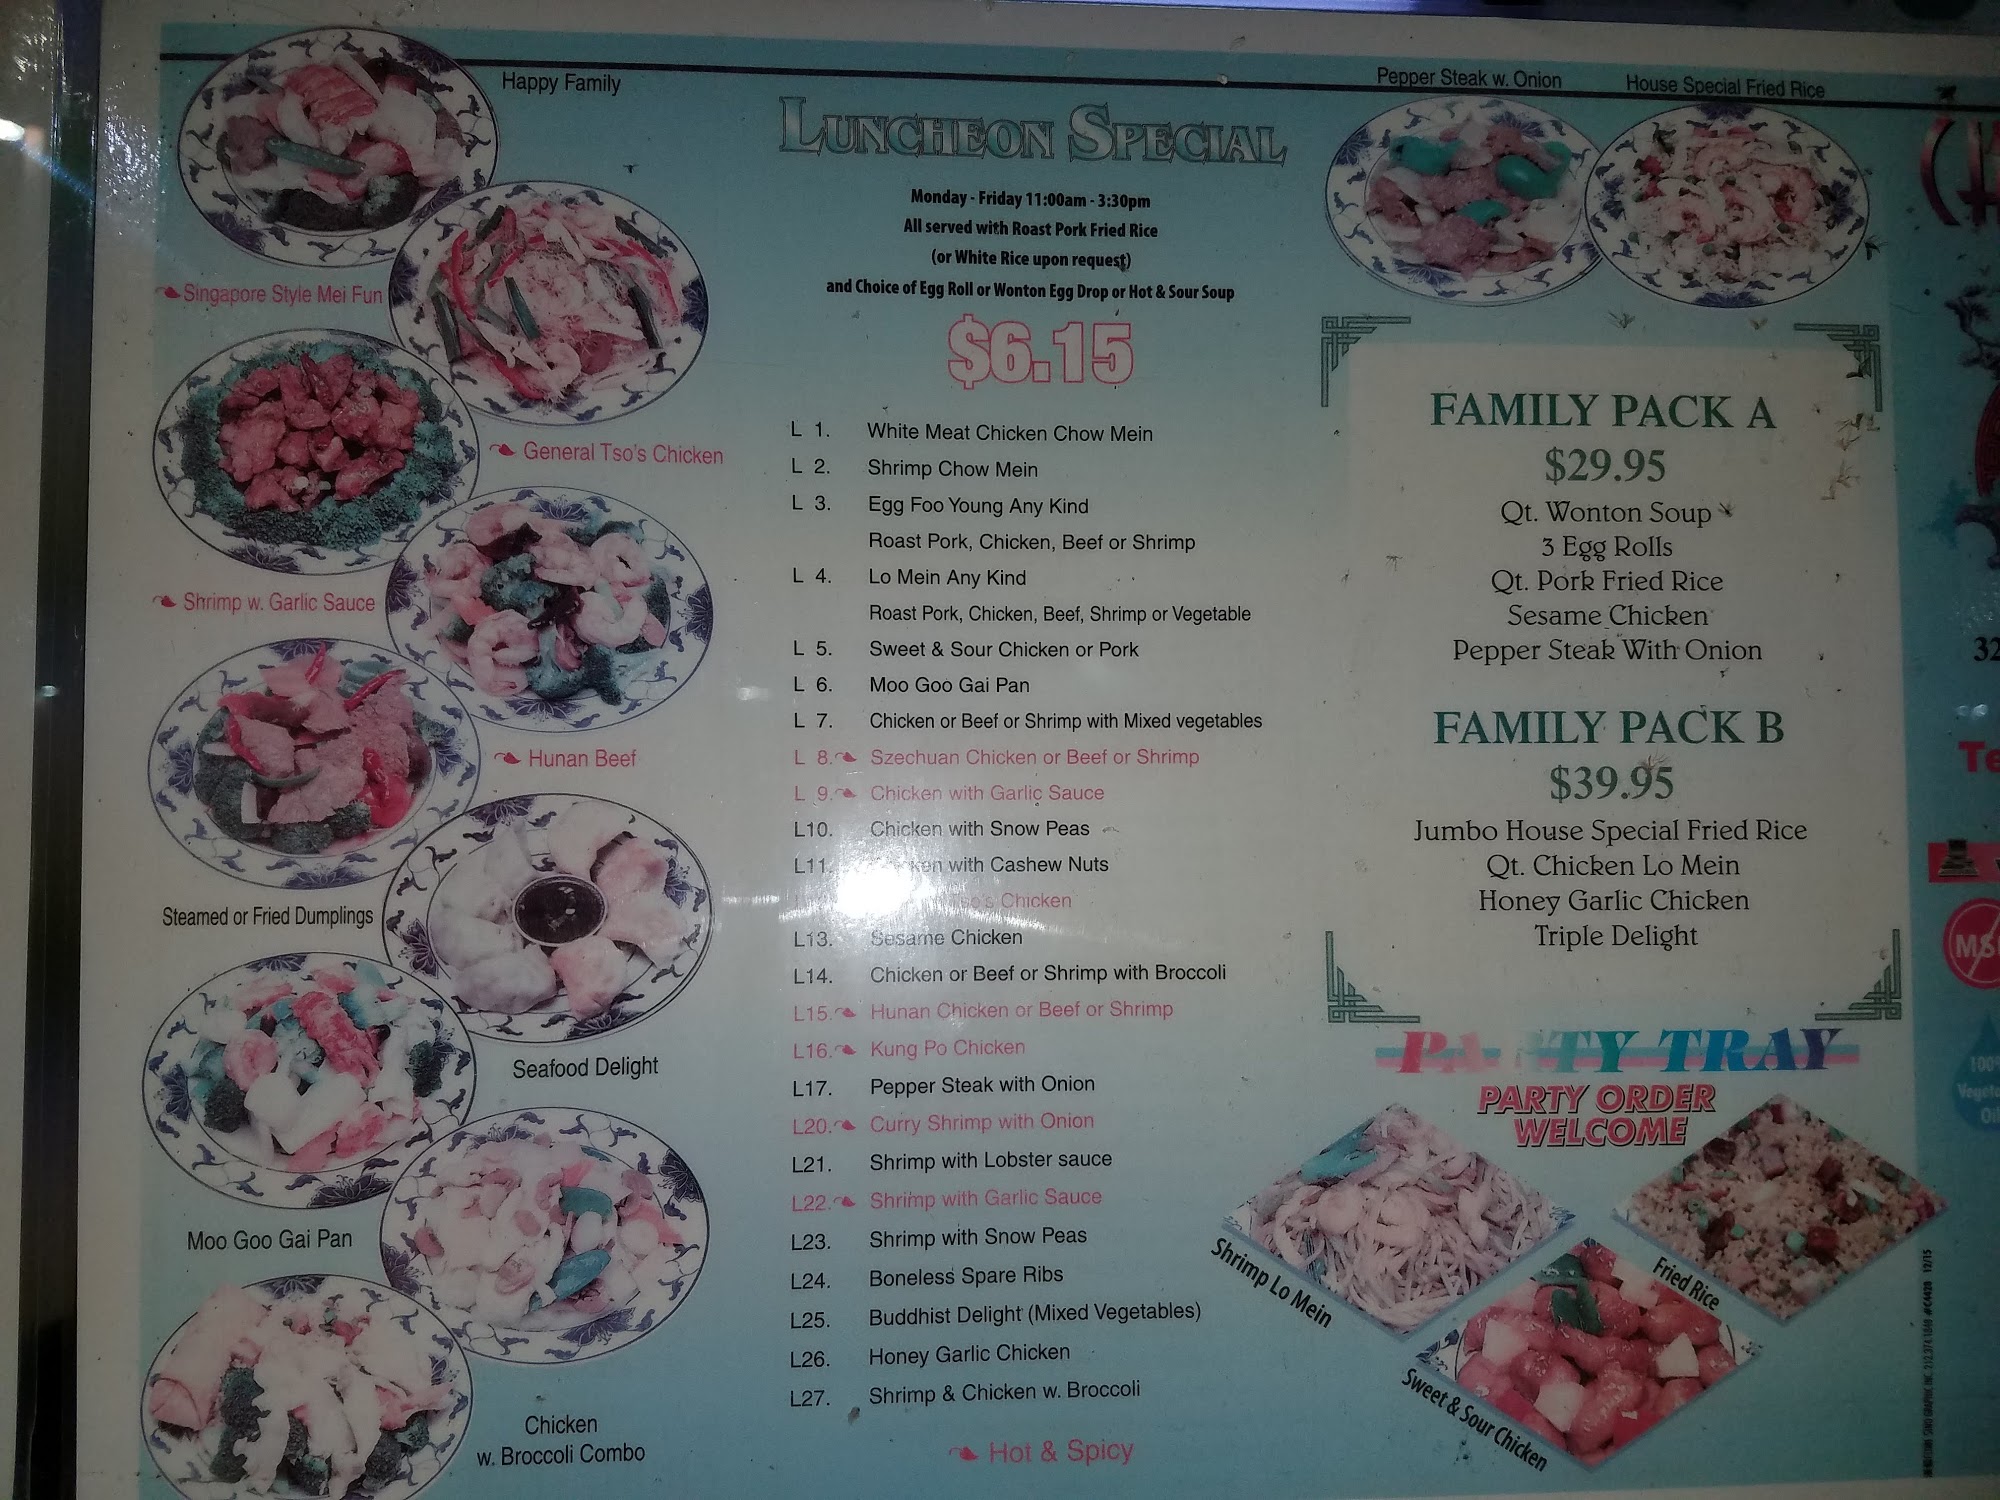 Happy Family
Singapore Style Mei Fun
General Tso's Chicken
Shrimp w. Garlic Sauce
Hunan Beef
Steamed or Fried Dumplings
Seafood Delight
Moo Goo Gai Pan
Chicken
w. Broccoli Combo
LUNCHEON SPECIAL
Monday - Friday 11:00am - 3:30pm
All served with Roast Pork Fried Rice
(or White Rice upon request)
and Choice of Egg Roll or Wonton Egg Drop or Hot & Sour Soup
$6.15
L 1. White Meat Chicken Chow Mein
L 2. Shrimp Chow Mein
L 3. Egg Foo Young Any Kind
Roast Pork, Chicken, Beef or Shrimp
L 4. Lo Mein Any Kind
Roast Pork, Chicken, Beef, Shrimp or Vegetable
L 5. Sweet & Sour Chicken or Pork
L 6. Moo Goo Gai Pan
L 7. Chicken or Beef or Shrimp with Mixed vegetables
L 8. Szechuan Chicken or Beef or Shrimp
L 9. Chicken with Garlic Sauce
L10. Chicken with Snow Peas
L11. Chicken with Cashew Nuts
Tso's Chicken
L13. Sesame Chicken
L14. Chicken or Beef or Shrimp with Broccoli
L15. Hunan Chicken or Beef or Shrimp
L16. Kung Po Chicken
L17. Pepper Steak with Onion
L20. Curry Shrimp with Onion
L21. Shrimp with Lobster sauce
L22. Shrimp with Garlic Sauce
L23. Shrimp with Snow Peas
L24. Boneless Spare Ribs
L25. Buddhist Delight (Mixed Vegetables)
L26. Honey Garlic Chicken
L27. Shrimp & Chicken w. Broccoli
Hot & Spicy
Pepper Steak w. Onion
House Special Fried Rice
FAMILY PACK A
$29.95
Qt. Wonton Soup
3 Egg Rolls
Qt. Pork Fried Rice
Sesame Chicken
Pepper Steak With Onion
FAMILY PACK B
$39.95
Jumbo House Special Fried Rice
Qt. Chicken Lo Mein
Honey Garlic Chicken
Triple Delight
PARTY TRAY
PARTY ORDER
WELCOME
Shrimp Lo Mein
Fried Rice
Sweet & Sour Chicken
32
Te
MS
100%
Oil